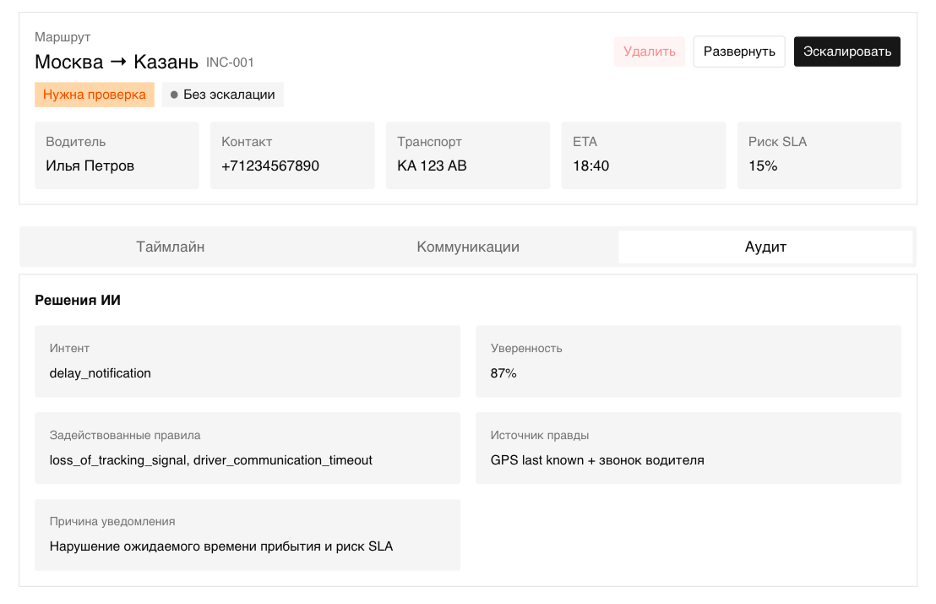 Маршрут
Москва → Казань INC-001
Удалить
Развернуть
Эскалировать
Нужна проверка
Без эскалации
Водитель
Илья Петров
Контакт
+71234567890
Транспорт
КА 123 АВ
ETA
18:40
Риск SLA
15%
Таймлайн
Коммуникации
Аудит
Решения ИИ
Интент
delay_notification
Уверенность
87%
Задействованные правила
loss_of_tracking_signal, driver_communication_timeout
Источник правды
GPS last known + звонок водителя
Причина уведомления
Нарушение ожидаемого времени прибытия и риск SLA